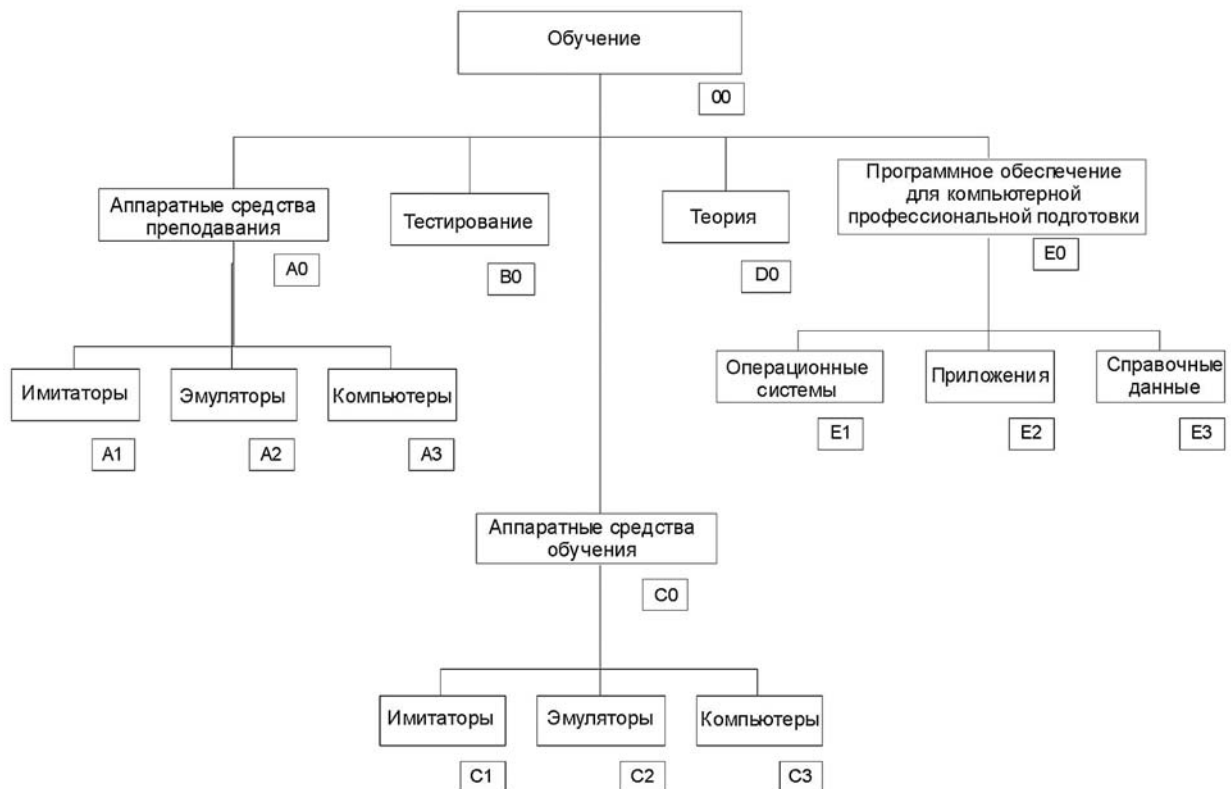 Обучение
00
Аппаратные средства
преподавания
A0
Тестирование
B0
Теория
D0
Программное обеспечение
для компьютерной
профессиональной подготовки
E0
Имитаторы
A1
Эмуляторы
A2
Компьютеры
A3
Операционные
системы
E1
Приложения
E2
Справочные
данные
E3
Аппаратные средства
обучения
C0
Имитаторы
C1
Эмуляторы
C2
Компьютеры
C3